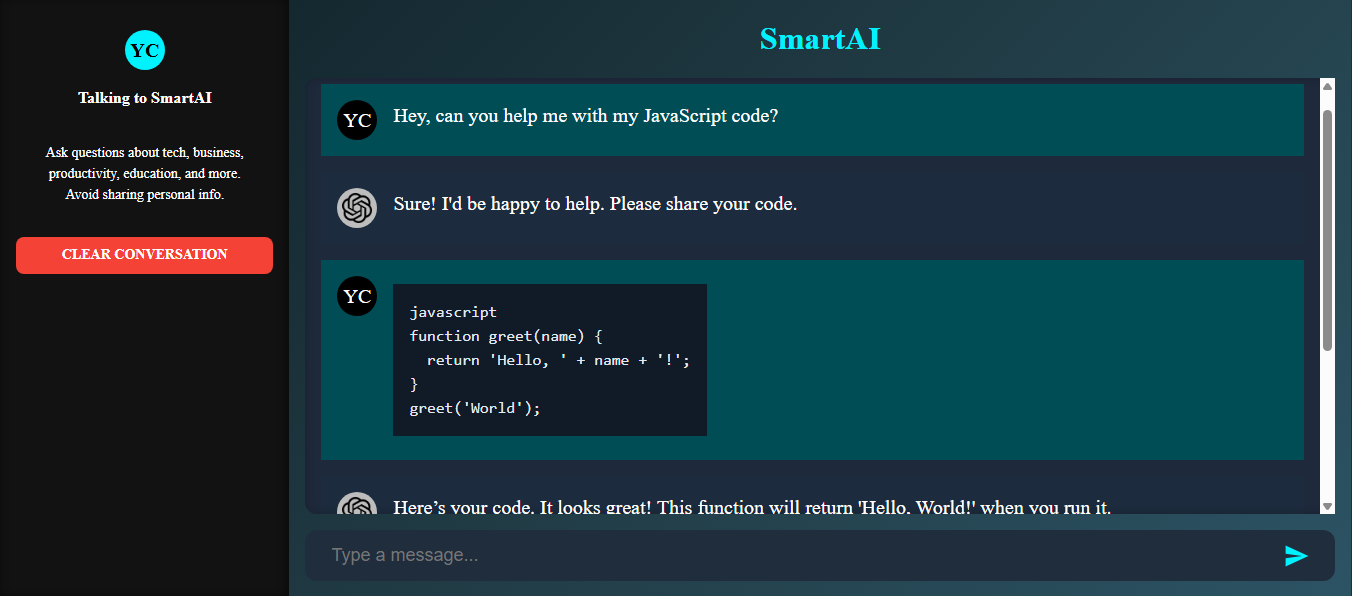 YC
Talking to SmartAI
Ask questions about tech, business,
productivity, education, and more.
Avoid sharing personal info.
CLEAR CONVERSATION
SmartAI
YC
Hey, can you help me with my JavaScript code?
Sure! I'd be happy to help. Please share your code.
YC
javascript
function greet(name) {
  return 'Hello, ' + name + '!';
}
greet('World');
Here’s your code. It looks great! This function will return 'Hello, World!' when you run it.
Type a message...